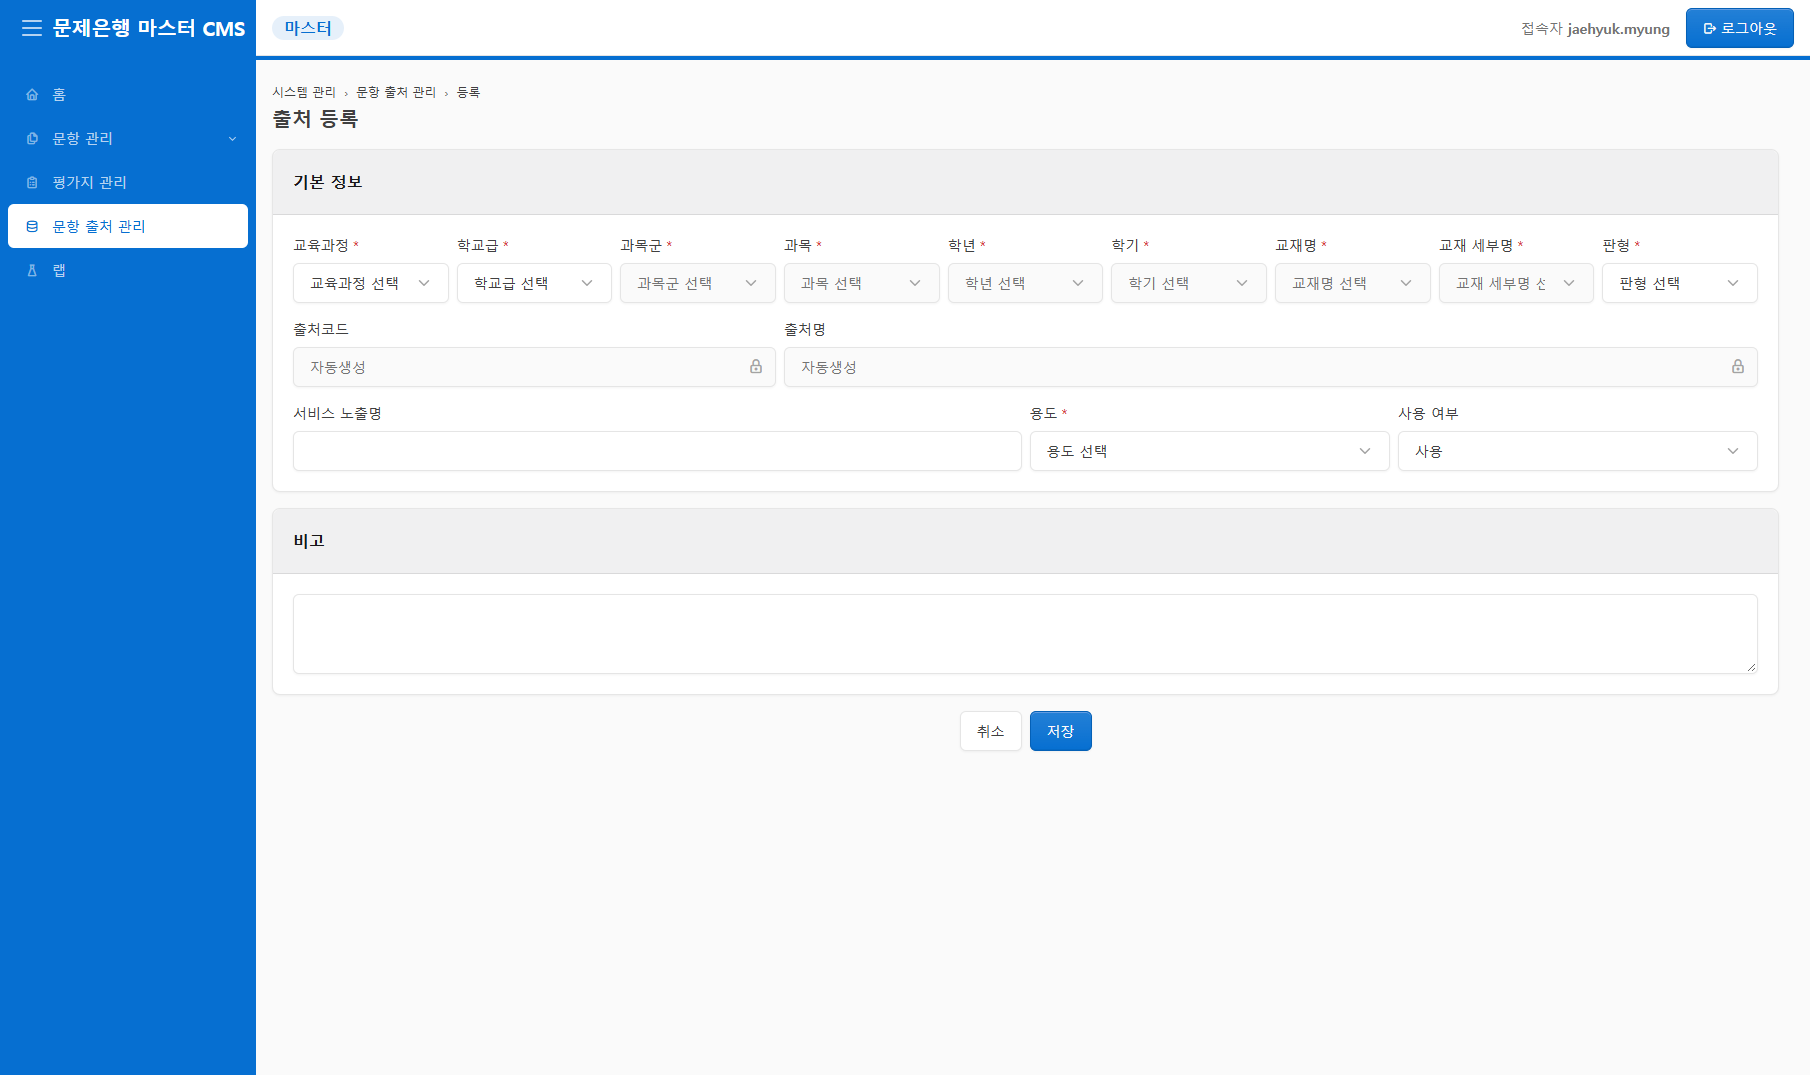 문제은행 마스터 CMS
마스터
접속자 jaehyuk.myung
로그아웃
홈
문항 관리
평가지 관리
문항 출처 관리
랩
시스템 관리 › 문항 출처 관리 › 등록
출처 등록
기본 정보
교육과정 * 학교급 * 과목군 * 과목 * 학년 * 학기 * 교재명 * 교재 세부명 * 판형 *
교육과정 선택 학교급 선택 과목군 선택 과목 선택 학년 선택 학기 선택 교재명 선택 교재 세부명 선 판형 선택
출처코드 출처명
자동생성 자동생성
서비스 노출명 용도 * 사용 여부
용도 선택 사용
비고
취소 저장